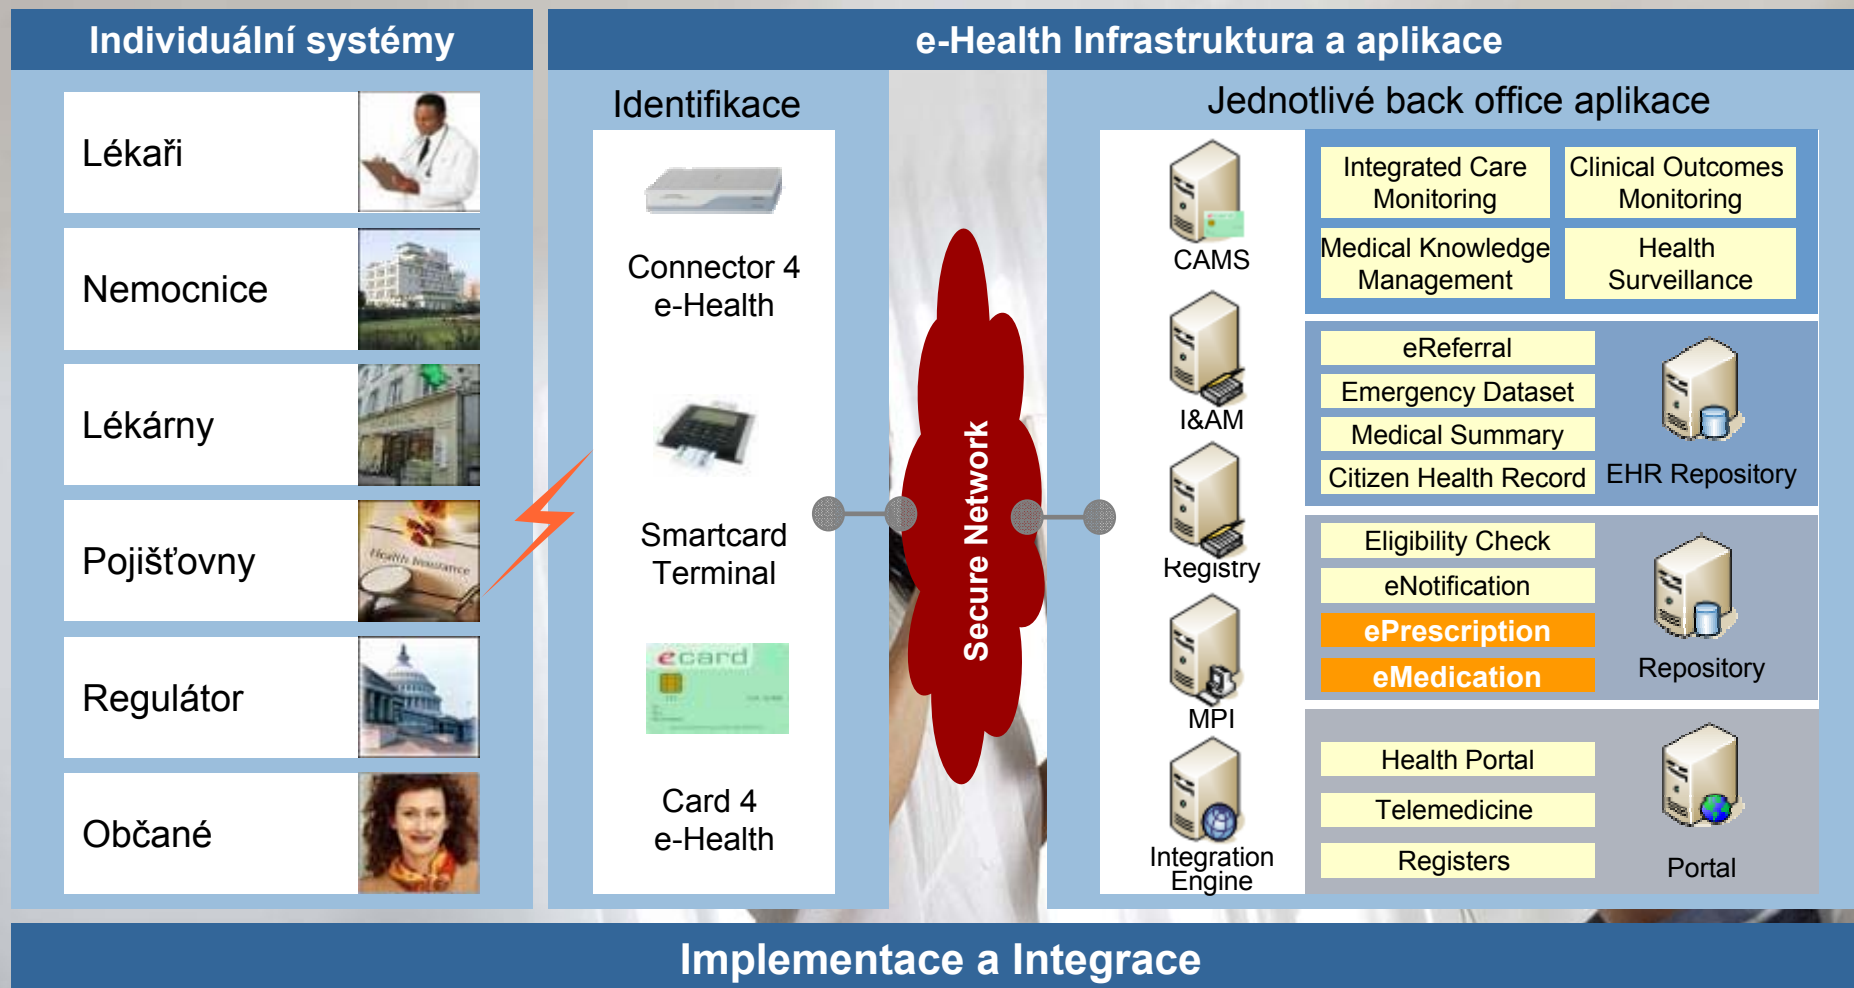 Individuální systémy
e-Health Infrastruktura a aplikace
Lékaři
Nemocnice
Lékárny
Pojišťovny
Health Insurance
Regulátor
Občané
Identifikace
Connector 4
e-Health
Smartcard
Terminal
ecard
Card 4
e-Health
Secure Network
Jednotlivé back office aplikace
ecard
CAMS
I&AM
Registry
MPI
Integration
Engine
Integrated Care
Monitoring
Clinical Outcomes
Monitoring
Medical Knowledge
Management
Health
Surveillance
eReferral
Emergency Dataset
Medical Summary
Citizen Health Record
EHR Repository
Eligibility Check
eNotification
ePrescription
eMedication
Repository
Health Portal
Telemedicine
Registers
Portal
Implementace a Integrace